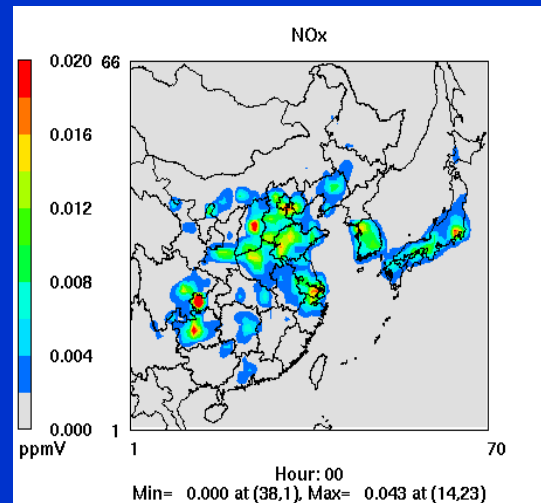 NOx
0.020
66
0.016
0.012
0.008
0.004
0.000
1
ppmV
1
70
Hour: 00
Min= 0.000 at (38,1), Max= 0.043 at (14,23)